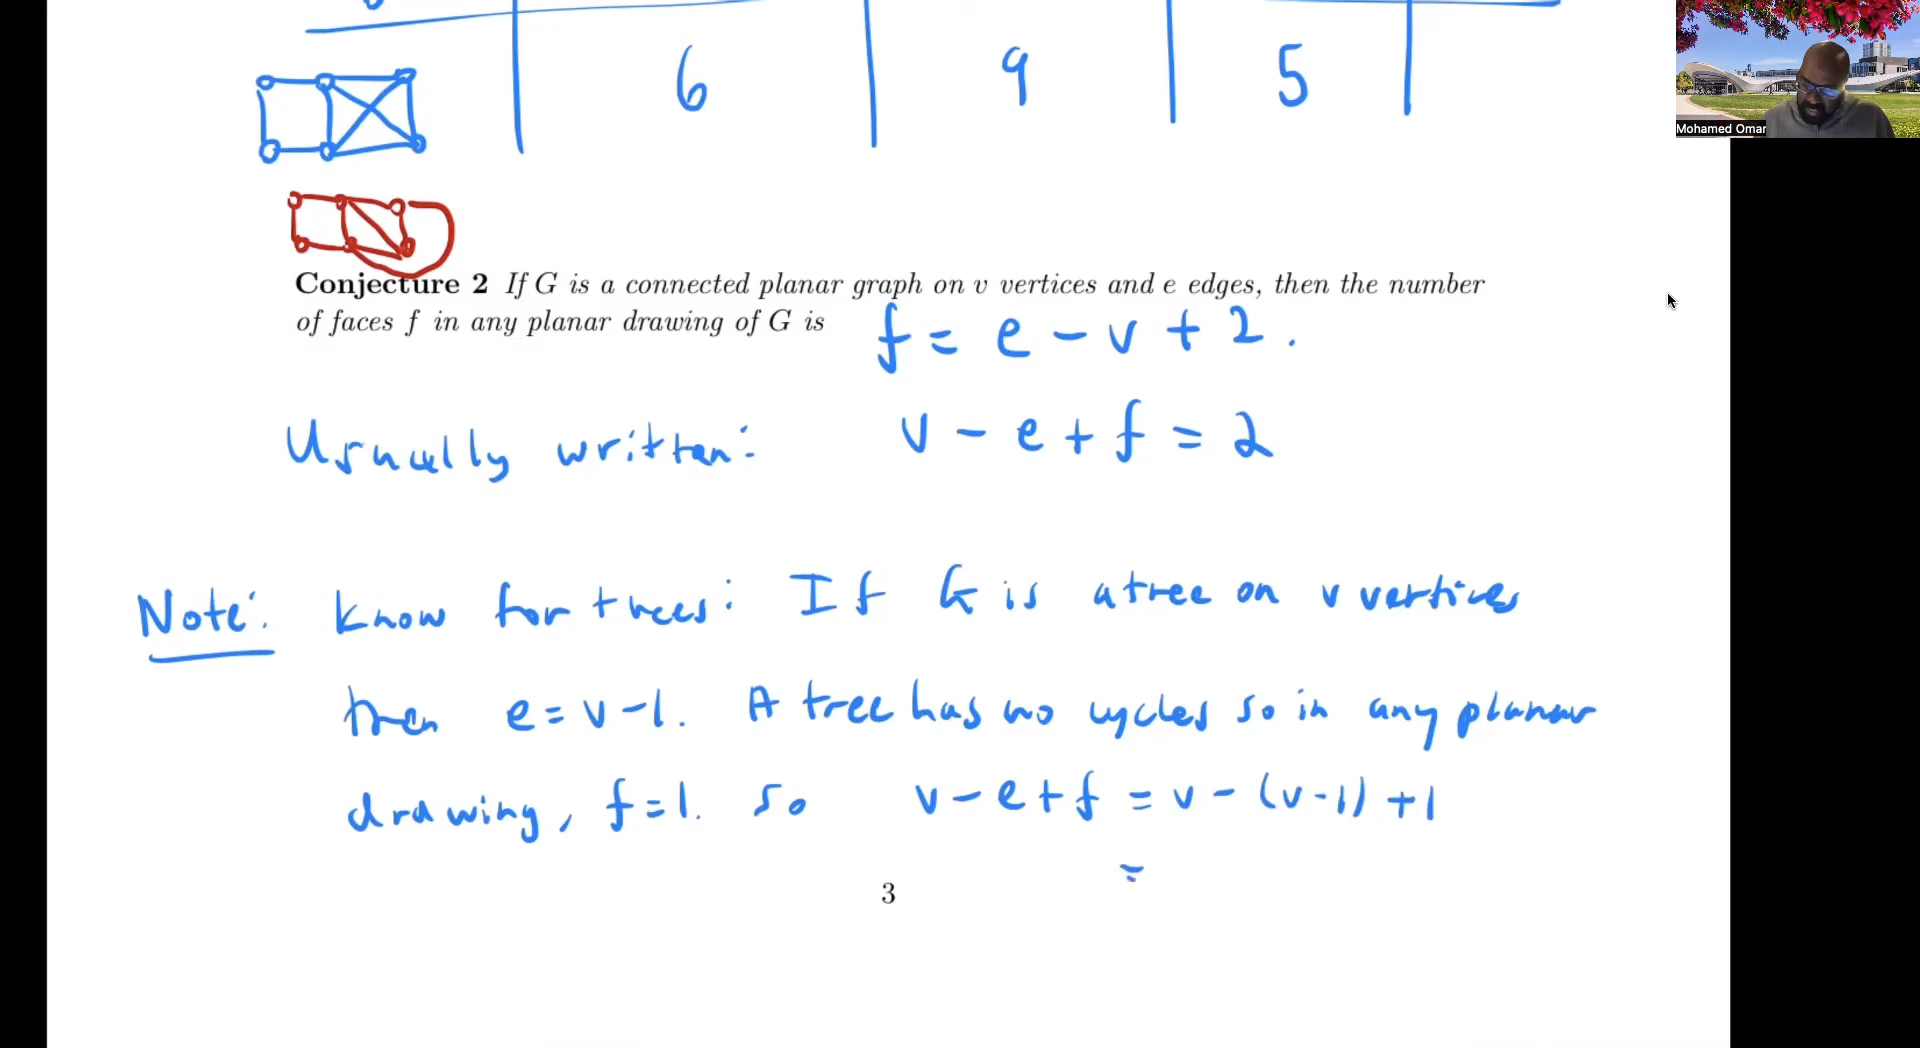 6 9 5
Mohamed Omar
Conjecture 2 If G is a connected planar graph on v vertices and e edges, then the number
of faces f in any planar drawing of G is f = e - v + 2.
Usually written: v - e + f = 2
Note: Know for trees: If G is a tree on v vertices
then e = v - 1. A tree has no cycles so in any planar
drawing, f = 1. So v - e + f = v - (v - 1) + 1
=
3